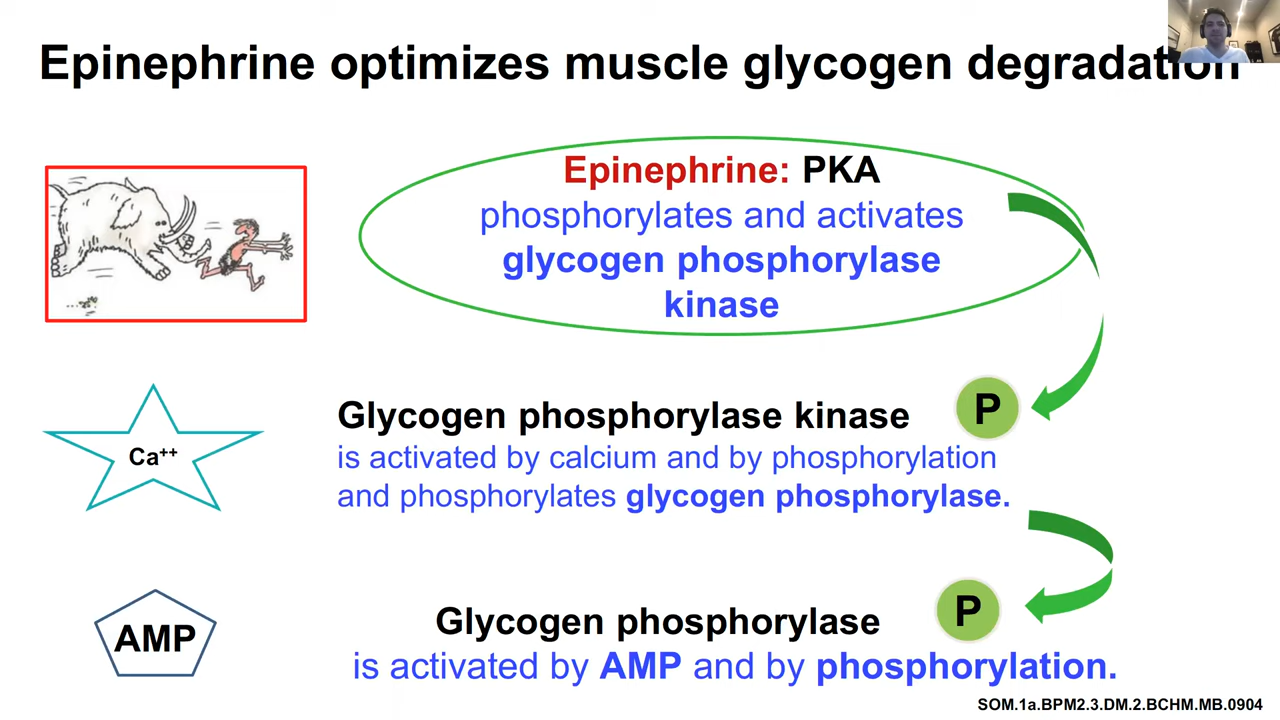 Epinephrine optimizes muscle glycogen degradation
Epinephrine: PKA
phosphorylates and activates
glycogen phosphorylase
kinase
Ca⁺⁺
Glycogen phosphorylase kinase
P
is activated by calcium and by phosphorylation
and phosphorylates glycogen phosphorylase.
AMP
Glycogen phosphorylase
P
is activated by AMP and by phosphorylation.
SOM.1a.BPM2.3.DM.2.BCHM.MB.0904